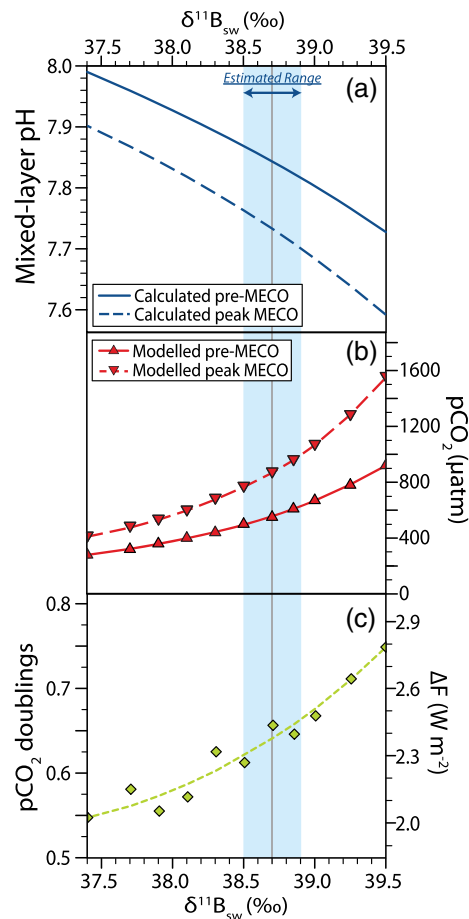 δ¹¹B_sw (‰)
37.5 38.0 38.5 39.0 39.5
Estimated Range
(a)
8.0
7.9
7.8
7.7
7.6
Mixed-layer pH
Calculated pre-MECO
Calculated peak MECO
Modelled pre-MECO
Modelled peak MECO
(b)
1600
1200
800
400
0
pCO₂ (μatm)
(c)
0.8
0.7
0.6
0.5
pCO₂ doublings
2.9
2.6
2.3
2.0
ΔF (W m⁻²)
37.5 38.0 38.5 39.0 39.5
δ¹¹B_sw (‰)